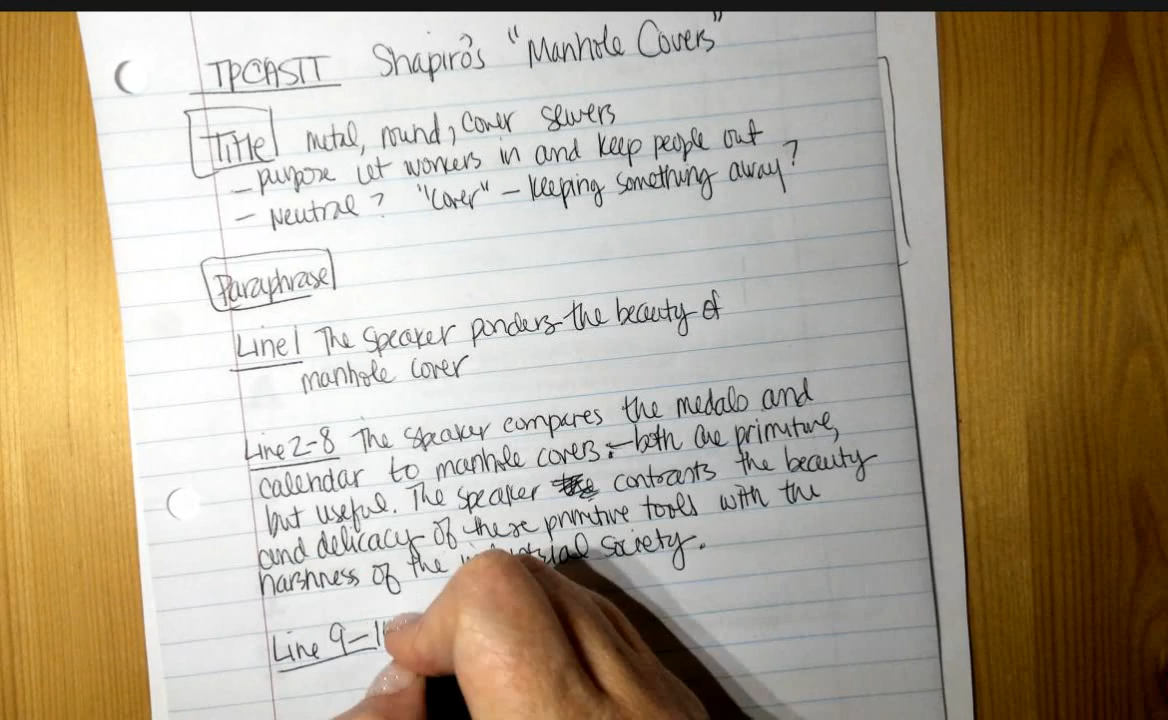 TPCASTT Shapiro's "Manhole Covers"
Title metal, round, cover sewers
- purpose let workers in and keep people out
- Neutral? "Cover" - keeping something away?
Paraphrase
Line 1 The speaker ponders the beauty of
manhole cover
Line 2-8 The speaker compares the medals and
calendar to manhole covers. - both are primitive,
but useful. The speaker contrasts the beauty
and delicacy of these primitive tools with the
harshness of the industrial society.
Line 9-1